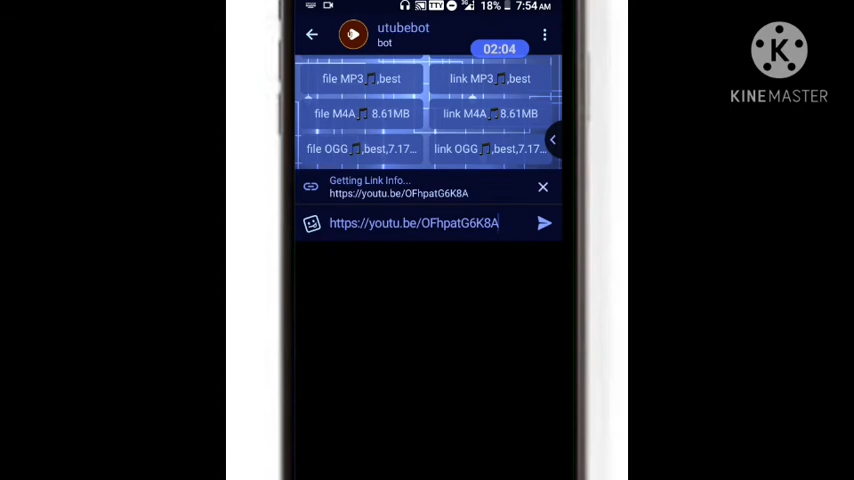 TTV 3G 18% 7:54 AM
utubebot
bot
02:04
file MP3🎵,best
link MP3🎵,best
file M4A🎵 8.61MB
link M4A🎵8.61MB
file OGG🎵,best,7.17...
link OGG🎵,best,7.17...
Getting Link Info...
https://youtu.be/OFhpatG6K8A
https://youtu.be/OFhpatG6K8A
K
KINEMASTER